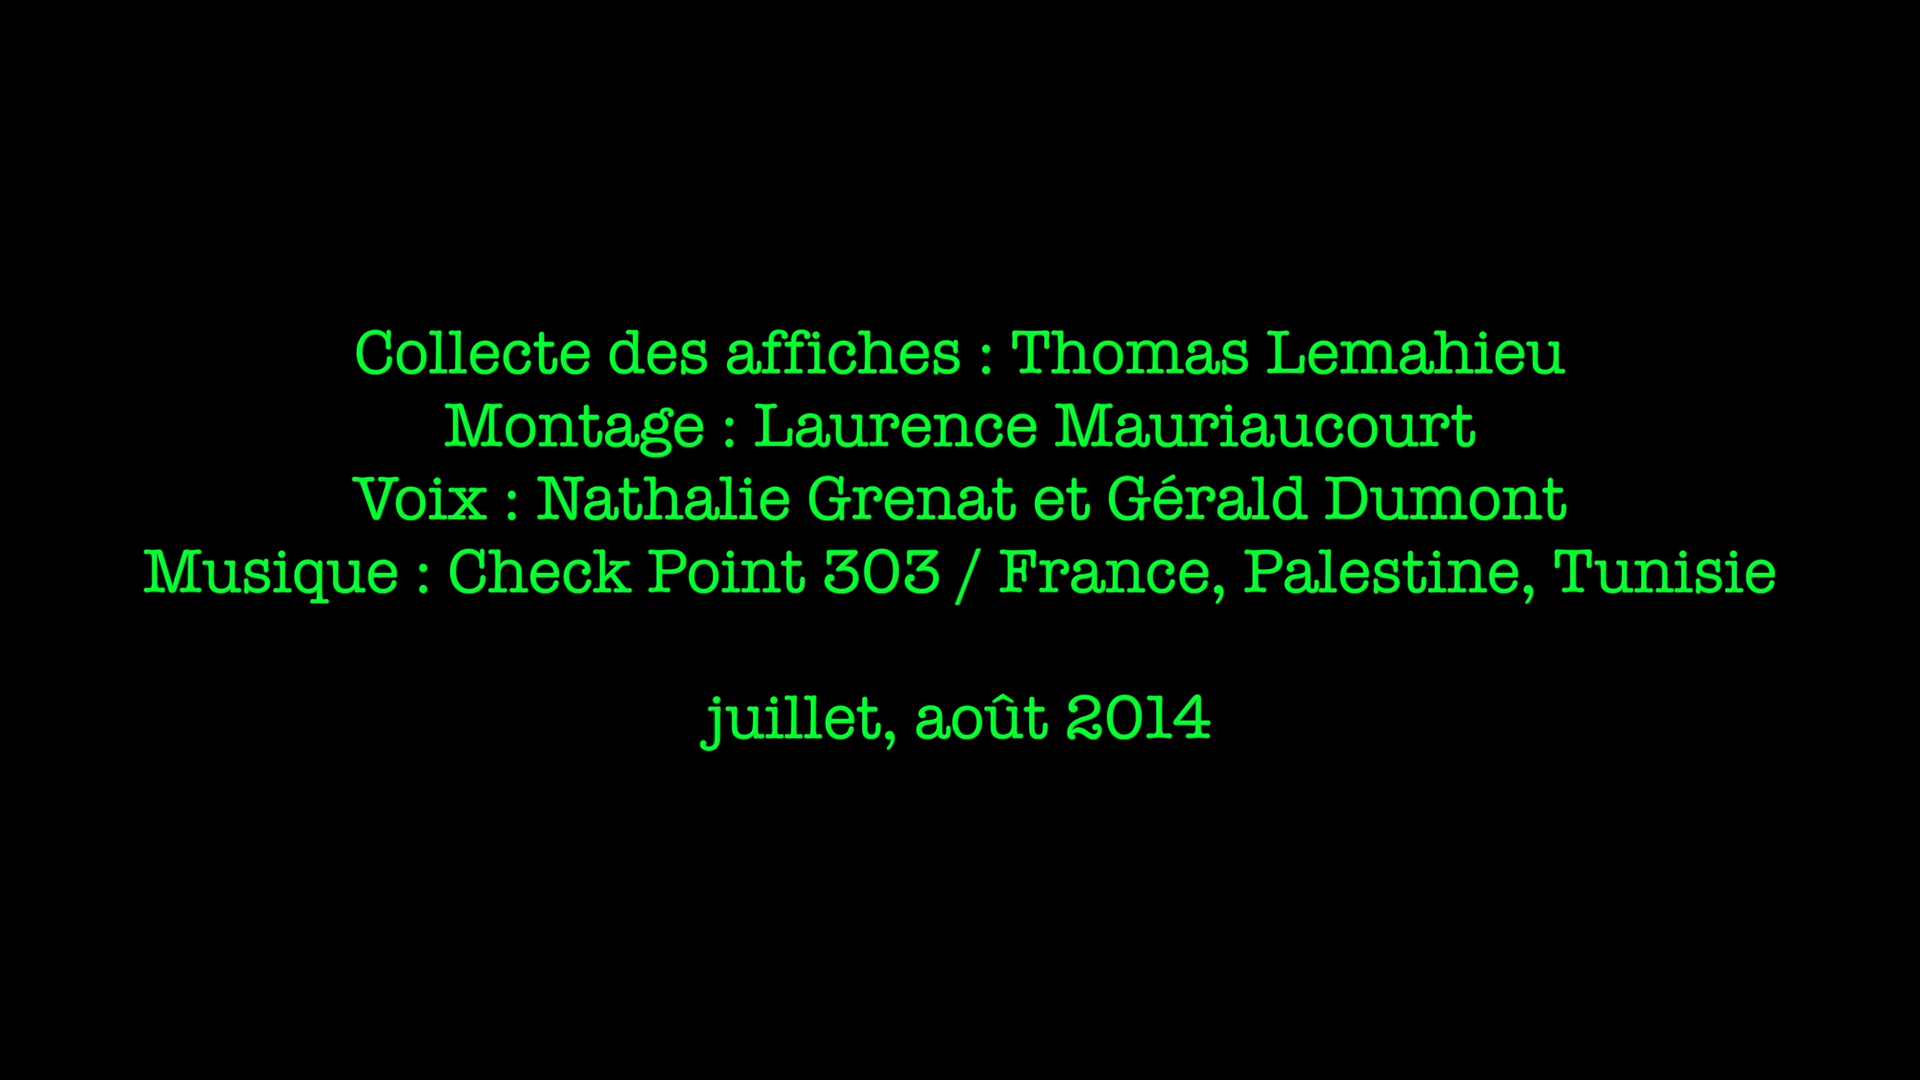 Collecte des affiches : Thomas Lemahieu
Montage : Laurence Mauriaucourt
Voix : Nathalie Grenat et Gérald Dumont
Musique : Check Point 303 / France, Palestine, Tunisie
juillet, août 2014